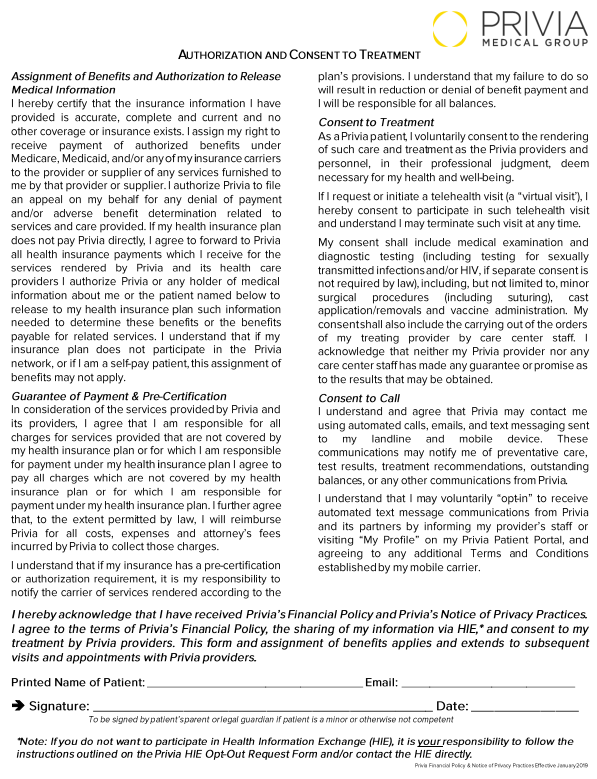 PRIVIA
MEDICAL GROUP
AUTHORIZATION AND CONSENT TO TREATMENT
Assignment of Benefits and Authorization to Release
Medical Information
I hereby certify that the insurance information I have
provided is accurate, complete and current and no
other coverage or insurance exists. I assign my right to
receive payment of authorized benefits under
Medicare, Medicaid, and/or any of my insurance carriers
to the provider or supplier of any services furnished to
me by that provider or supplier. I authorize Privia to file
an appeal on my behalf for any denial of payment
and/or adverse benefit determination related to
services and care provided. If my health insurance plan
does not pay Privia directly, I agree to forward to Privia
all health insurance payments which I receive for the
services rendered by Privia and its health care
providers I authorize Privia or any holder of medical
information about me or the patient named below to
release to my health insurance plan such information
needed to determine these benefits or the benefits
payable for related services. I understand that if my
insurance plan does not participate in the Privia
network, or if I am a self-pay patient, this assignment of
benefits may not apply.
Guarantee of Payment & Pre-Certification
In consideration of the services provided by Privia and
its providers, I agree that I am responsible for all
charges for services provided that are not covered by
my health insurance plan or for which I am responsible
for payment under my health insurance plan I agree to
pay all charges which are not covered by my health
insurance plan or for which I am responsible for
payment under my health insurance plan. I further agree
that, to the extent permitted by law, I will reimburse
Privia for all costs, expenses and attorney's fees
incurred by Privia to collect those charges.
I understand that if my insurance has a pre-certification
or authorization requirement, it is my responsibility to
notify the carrier of services rendered according to the
plan's provisions. I understand that my failure to do so
will result in reduction or denial of benefit payment and
I will be responsible for all balances.
Consent to Treatment
As a Privia patient, I voluntarily consent to the rendering
of such care and treatment as the Privia providers and
personnel, in their professional judgment, deem
necessary for my health and well-being.
If I request or initiate a telehealth visit (a "virtual visit'), I
hereby consent to participate in such telehealth visit
and understand I may terminate such visit at any time.
My consent shall include medical examination and
diagnostic testing (including testing for sexually
transmitted infections and/or HIV, if separate consent is
not required by law), including, but not limited to, minor
surgical procedures (including suturing), cast
application/removals and vaccine administration. My
consent shall also include the carrying out of the orders
of my treating provider by care center staff. I
acknowledge that neither my Privia provider nor any
care center staff has made any guarantee or promise as
to the results that may be obtained.
Consent to Call
I understand and agree that Privia may contact me
using automated calls, emails, and text messaging sent
to my landline and mobile device. These
communications may notify me of preventative care,
test results, treatment recommendations, outstanding
balances, or any other communications from Privia.
I understand that I may voluntarily "opt-in" to receive
automated text message communications from Privia
and its partners by informing my provider's staff or
visiting "My Profile" on my Privia Patient Portal, and
agreeing to any additional Terms and Conditions
established by my mobile carrier.
I hereby acknowledge that I have received Privia's Financial Policy and Privia's Notice of Privacy Practices.
I agree to the terms of Privia's Financial Policy, the sharing of my information via HIE,* and consent to my
treatment by Privia providers. This form and assignment of benefits applies and extends to subsequent
visits and appointments with Privia providers.
Printed Name of Patient: ____ Email: ____
➔ Signature: ____ Date: ____
To be signed by patient's parent or legal guardian if patient is a minor or otherwise not competent
*Note: If you do not want to participate in Health Information Exchange (HIE), it is your responsibility to follow the
instructions outlined on the Privia HIE Opt-Out Request Form and/or contact the HIE directly.
Privia Financial Policy & Notice of Privacy Practices Effective January 2019